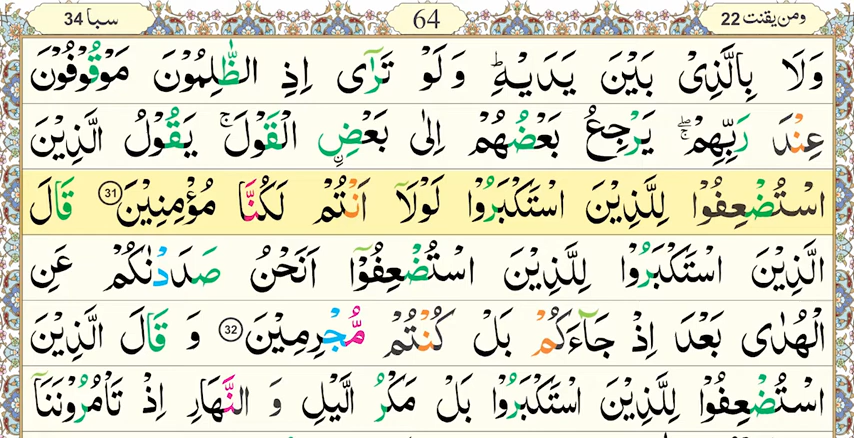 ومن یقنت 22 64 سبا 34
وَلَا بِالَّذِیْ بَیْنَ یَدَیْهِ ؕ وَلَوْ تَرٰۤی اِذِ الظّٰلِمُوْنَ مَوْقُوْفُوْنَ
عِنْدَ رَبِّهِمْ ۖۚ یَرْجِعُ بَعْضُهُمْ اِلٰی بَعْضِ ِۣالْقَوْلَ ۚ یَقُوْلُ الَّذِیْنَ
اسْتُضْعِفُوْا لِلَّذِیْنَ اسْتَكْبَرُوْا لَوْلَاۤ اَنْتُمْ لَكُنَّا مُؤْمِنِیْنَ 31 قَالَ
الَّذِیْنَ اسْتَكْبَرُوْا لِلَّذِیْنَ اسْتُضْعِفُوْۤا اَنَحْنُ صَدَدْنٰكُمْ عَنِ
الْهُدٰی بَعْدَ اِذْ جَآءَكُمْ بَلْ كُنْتُمْ مُّجْرِمِیْنَ 32 وَ قَالَ الَّذِیْنَ
اسْتُضْعِفُوْا لِلَّذِیْنَ اسْتَكْبَرُوْا بَلْ مَكْرُ الَّیْلِ وَ النَّهَارِ اِذْ تَاْمُرُوْنَنَاۤ